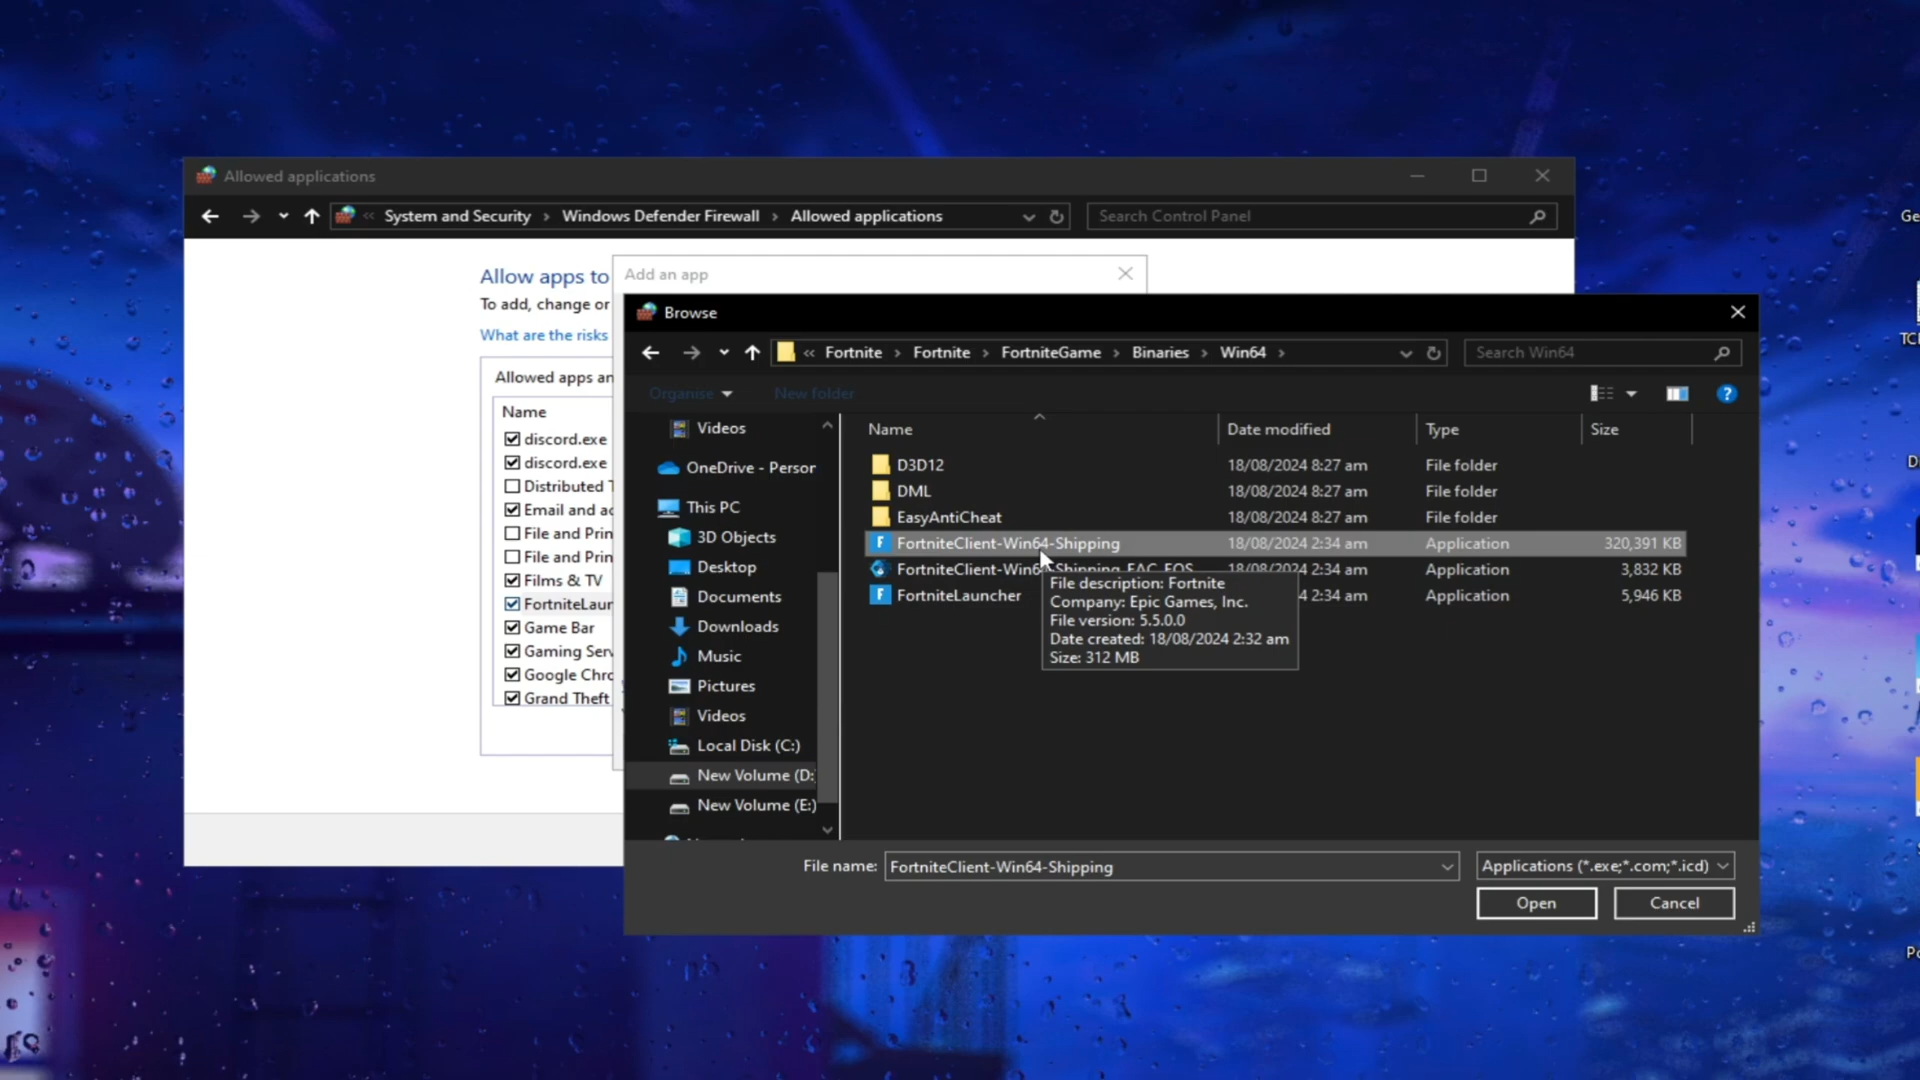 Allowed applications
« System and Security › Windows Defender Firewall › Allowed applications
Search Control Panel
Allow apps to
To add, change or
What are the risks
Allowed apps an
Name
discord.exe
discord.exe
Distributed T
Email and ac
File and Prin
File and Prin
Films & TV
FortniteLaur
Game Bar
Gaming Serv
Google Chro
Grand Theft
Add an app
Browse
« Fortnite › Fortnite › FortniteGame › Binaries › Win64 ›
Search Win64
Organise
New folder
Videos
OneDrive - Person
This PC
3D Objects
Desktop
Documents
Downloads
Music
Pictures
Videos
Local Disk (C:)
New Volume (D:)
New Volume (E:)
Name Date modified Type Size
D3D12 18/08/2024 8:27 am File folder
DML 18/08/2024 8:27 am File folder
EasyAntiCheat 18/08/2024 8:27 am File folder
FortniteClient-Win64-Shipping 18/08/2024 2:34 am Application 320,391 KB
FortniteClient-Win64-Shipping_EAC_EOS 18/08/2024 2:34 am Application 3,832 KB
FortniteLauncher 4 2:34 am Application 5,946 KB
File description: Fortnite
Company: Epic Games, Inc.
File version: 5.5.0.0
Date created: 18/08/2024 2:32 am
Size: 312 MB
File name: FortniteClient-Win64-Shipping
Applications (*.exe;*.com;*.icd)
Open
Cancel
Ge
TCI
Po